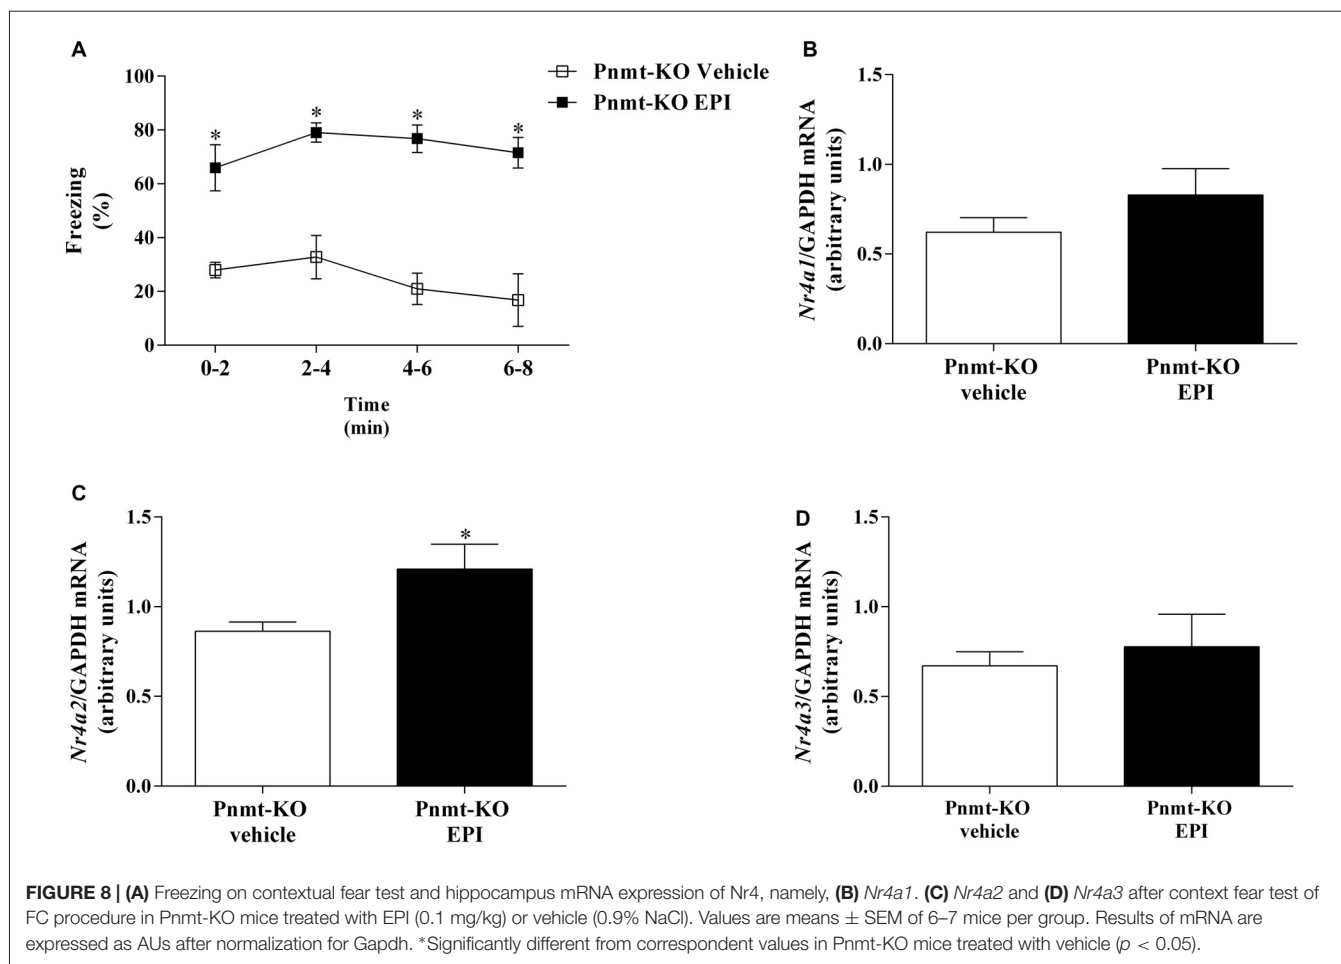 A
Pnmt-KO Vehicle
Pnmt-KO EPI
Freezing
(%)
100
80
60
40
20
0
*
*
*
*
0-2
2-4
4-6
6-8
Time
(min)
B
Nr4a1/GAPDH mRNA
(arbitrary units)
1.5
1.0
0.5
0.0
Pnmt-KO
vehicle
Pnmt-KO
EPI
C
Nr4a2/GAPDH mRNA
(arbitrary units)
1.5
1.0
0.5
0.0
*
Pnmt-KO
vehicle
Pnmt-KO
EPI
D
Nr4a3/GAPDH mRNA
(arbitrary units)
1.5
1.0
0.5
0.0
Pnmt-KO
vehicle
Pnmt-KO
EPI
FIGURE 8 | (A) Freezing on contextual fear test and hippocampus mRNA expression of Nr4, namely, (B) Nr4a1. (C) Nr4a2 and (D) Nr4a3 after context fear test of
FC procedure in Pnmt-KO mice treated with EPI (0.1 mg/kg) or vehicle (0.9% NaCl). Values are means ± SEM of 6–7 mice per group. Results of mRNA are
expressed as AUs after normalization for Gapdh. *Significantly different from correspondent values in Pnmt-KO mice treated with vehicle (p < 0.05).